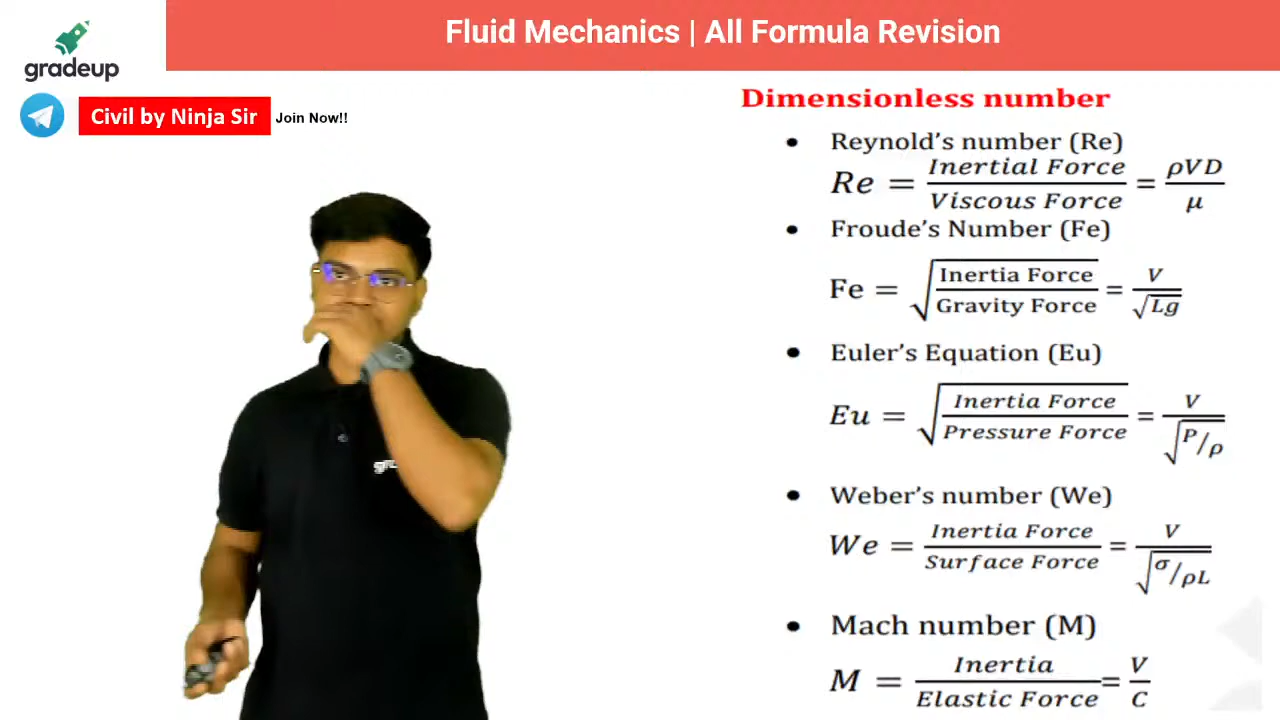 Fluid Mechanics | All Formula Revision
gradeup
Civil by Ninja Sir Join Now!!
Dimensionless number
• Reynold's number (Re)
Re = Inertial Force / Viscous Force = ρVD / μ
• Froude's Number (Fe)
Fe = √(Inertia Force / Gravity Force) = V / √Lg
• Euler's Equation (Eu)
Eu = √(Inertia Force / Pressure Force) = V / √(P/ρ)
• Weber's number (We)
We = Inertia Force / Surface Force = V / √(σ/ρL)
• Mach number (M)
M = Inertia / Elastic Force = V / C